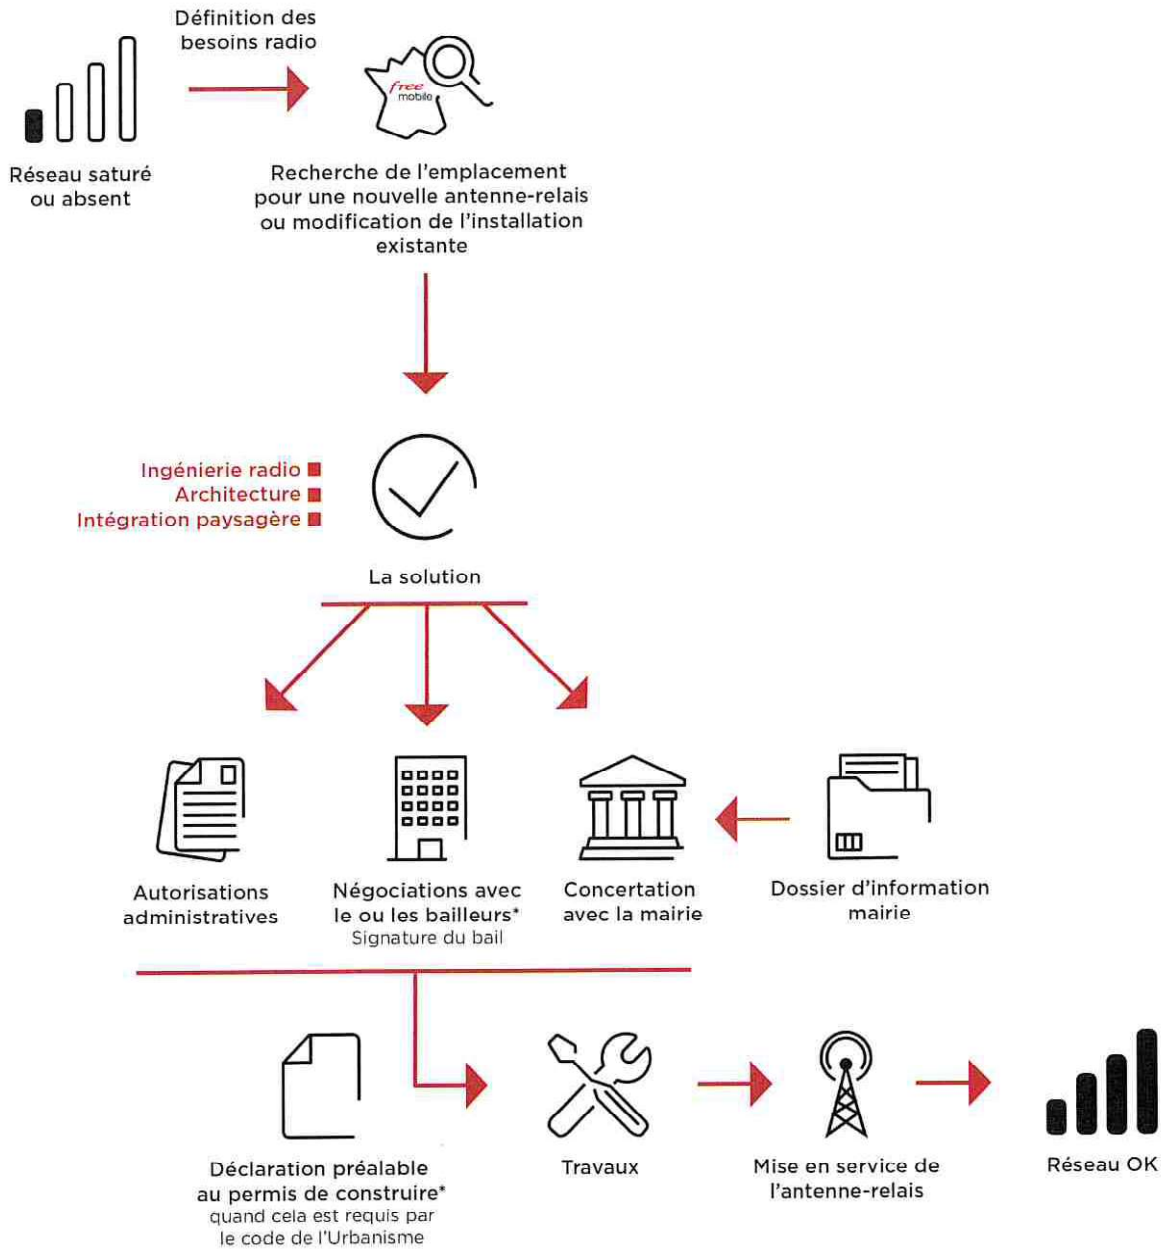 Définition des
besoins radio
free
mobile
Réseau saturé
ou absent
Recherche de l'emplacement
pour une nouvelle antenne-relais
ou modification de l'installation
existante
Ingénierie radio
Architecture
Intégration paysagère
La solution
Autorisations
administratives
Négociations avec
le ou les bailleurs*
Signature du bail
Concertation
avec la mairie
Dossier d'information
mairie
Déclaration préalable
au permis de construire*
quand cela est requis par
le code de l'Urbanisme
Travaux
Mise en service de
l'antenne-relais
Réseau OK